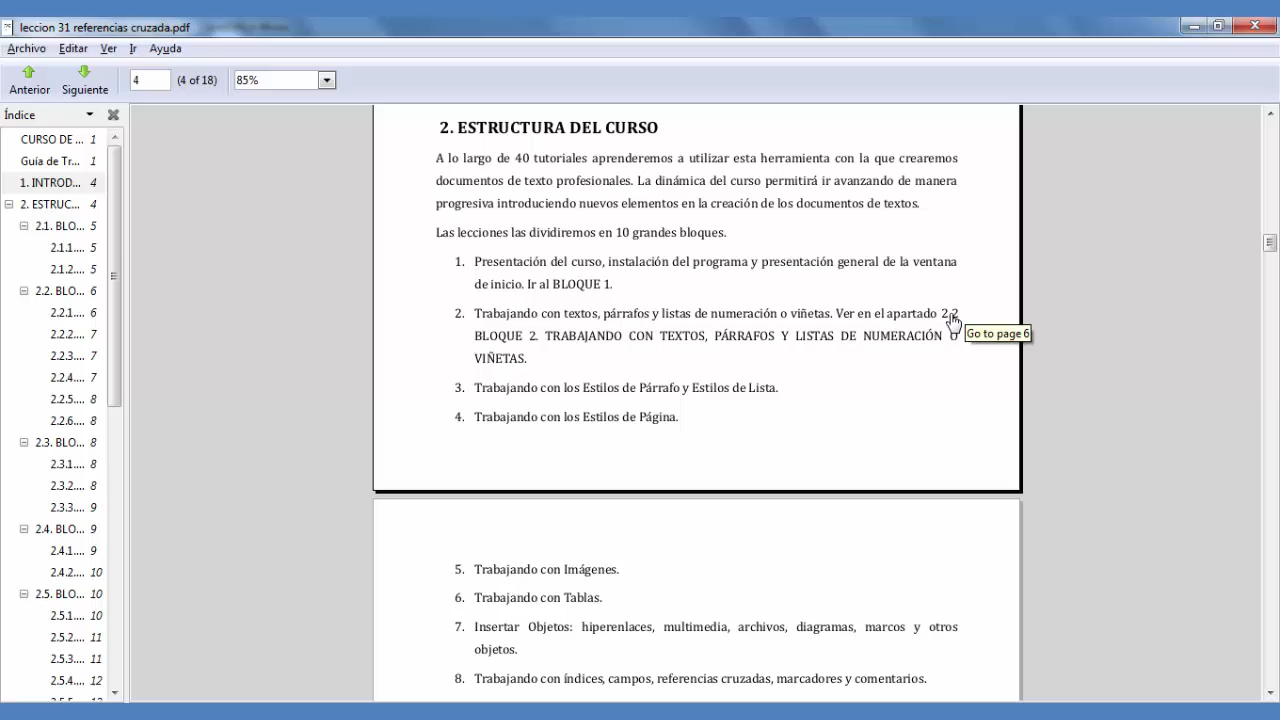 leccion 31 referencias cruzada.pdf
Archivo Editar Ver Ir Ayuda
Anterior Siguiente 4 (4 of 18) 85%
Índice
CURSO DE ... 1
Guía de Tr... 1
1. INTROD... 4
2. ESTRUC... 4
2.1. BLO... 5
2.1.1.... 5
2.1.2.... 5
2.2. BLO... 6
2.2.1.... 6
2.2.2.... 7
2.2.3.... 7
2.2.4.... 7
2.2.5.... 8
2.2.6.... 8
2.3. BLO... 8
2.3.1.... 8
2.3.2.... 8
2.3.3.... 9
2.4. BLO... 9
2.4.1.... 9
2.4.2.... 10
2.5. BLO... 10
2.5.1.... 10
2.5.2.... 11
2.5.3.... 11
2.5.4.... 12
2. ESTRUCTURA DEL CURSO
A lo largo de 40 tutoriales aprenderemos a utilizar esta herramienta con la que crearemos
documentos de texto profesionales. La dinámica del curso permitirá ir avanzando de manera
progresiva introduciendo nuevos elementos en la creación de los documentos de textos.
Las lecciones las dividiremos en 10 grandes bloques.
1. Presentación del curso, instalación del programa y presentación general de la ventana
de inicio. Ir al BLOQUE 1.
2. Trabajando con textos, párrafos y listas de numeración o viñetas. Ver en el apartado 2.2
BLOQUE 2. TRABAJANDO CON TEXTOS, PÁRRAFOS Y LISTAS DE NUMERACIÓN O
VIÑETAS.
Go to page 6
3. Trabajando con los Estilos de Párrafo y Estilos de Lista.
4. Trabajando con los Estilos de Página.
5. Trabajando con Imágenes.
6. Trabajando con Tablas.
7. Insertar Objetos: hiperenlaces, multimedia, archivos, diagramas, marcos y otros
objetos.
8. Trabajando con índices, campos, referencias cruzadas, marcadores y comentarios.